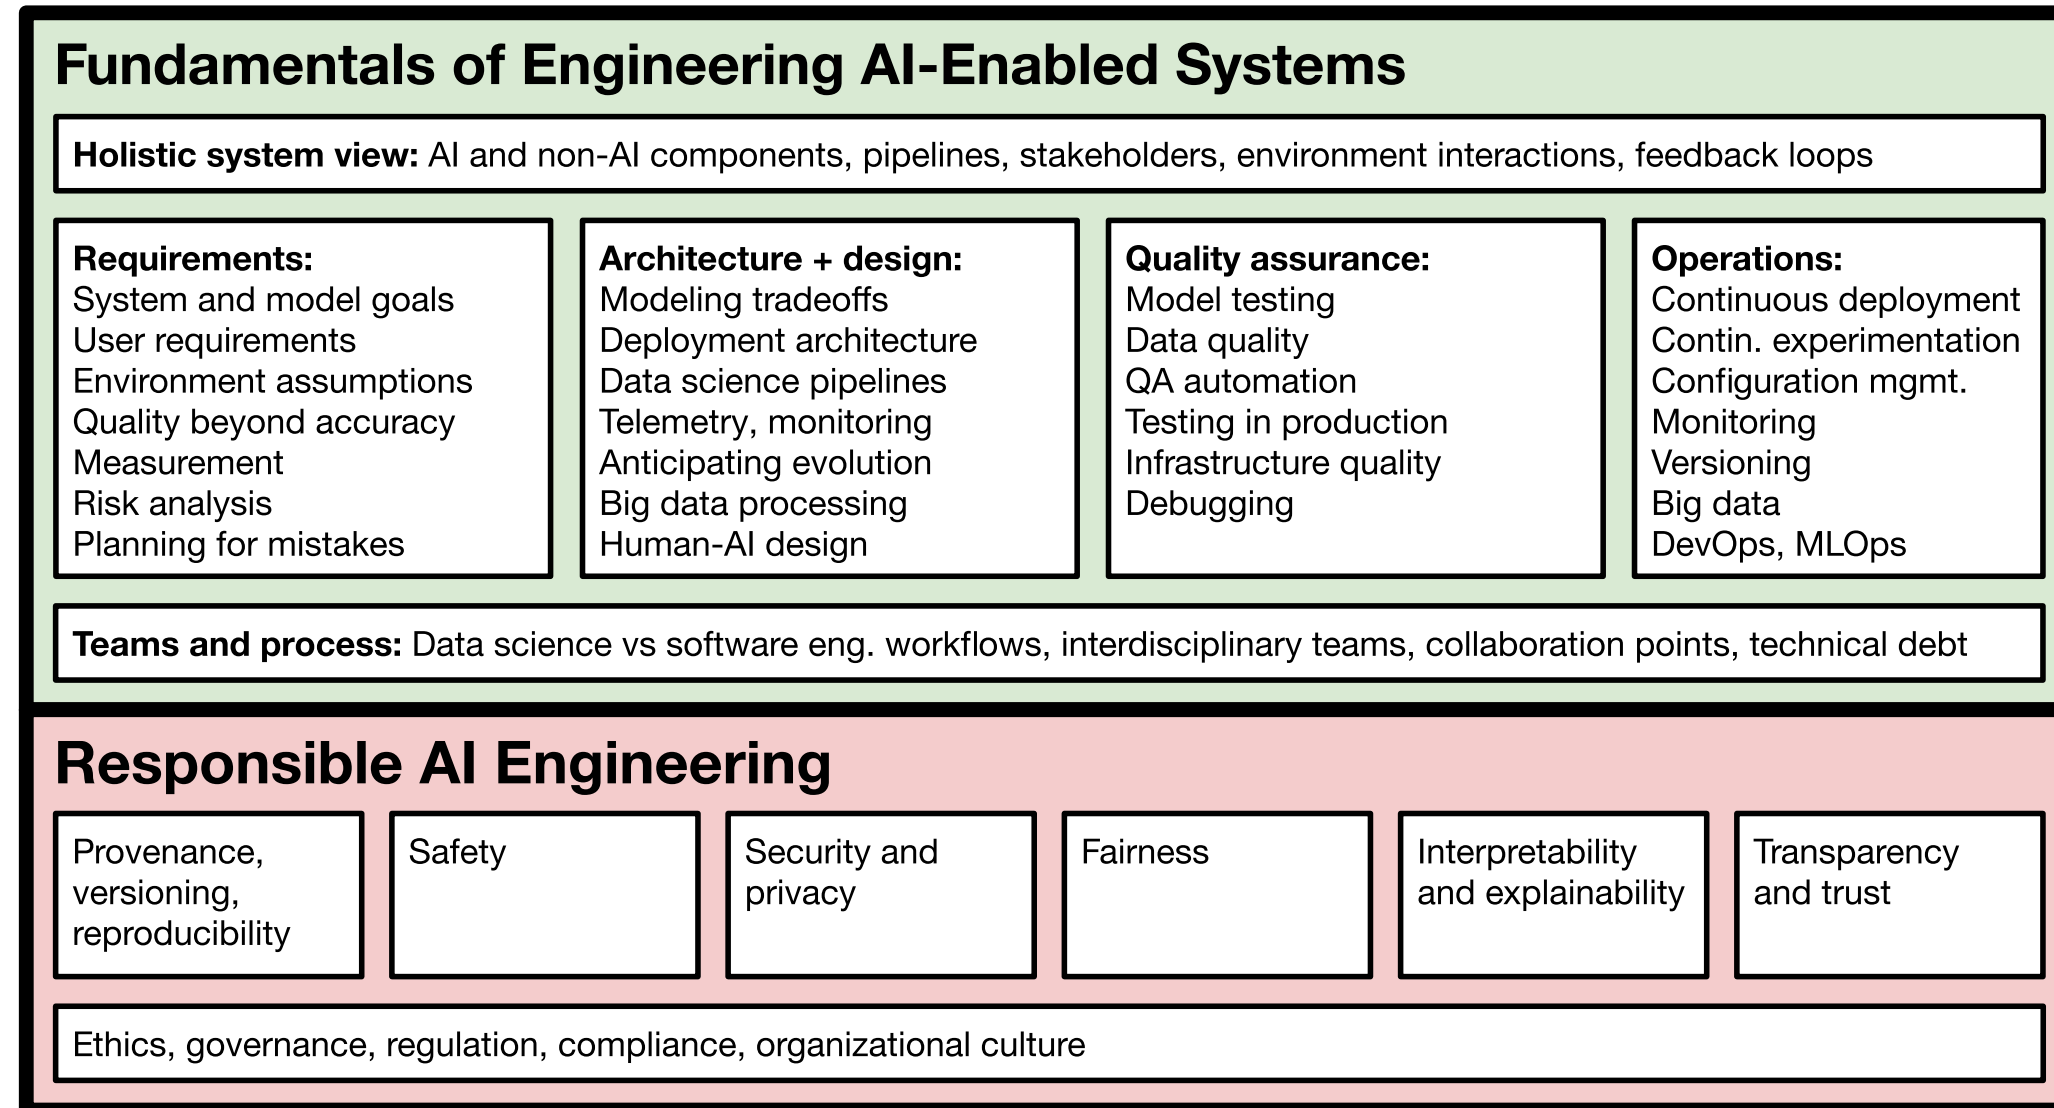 Fundamentals of Engineering AI-Enabled Systems
Holistic system view: AI and non-AI components, pipelines, stakeholders, environment interactions, feedback loops
Requirements:
System and model goals
User requirements
Environment assumptions
Quality beyond accuracy
Measurement
Risk analysis
Planning for mistakes
Architecture + design:
Modeling tradeoffs
Deployment architecture
Data science pipelines
Telemetry, monitoring
Anticipating evolution
Big data processing
Human-AI design
Quality assurance:
Model testing
Data quality
QA automation
Testing in production
Infrastructure quality
Debugging
Operations:
Continuous deployment
Contin. experimentation
Configuration mgmt.
Monitoring
Versioning
Big data
DevOps, MLOps
Teams and process: Data science vs software eng. workflows, interdisciplinary teams, collaboration points, technical debt
Responsible AI Engineering
Provenance,
versioning,
reproducibility
Safety
Security and
privacy
Fairness
Interpretability
and explainability
Transparency
and trust
Ethics, governance, regulation, compliance, organizational culture